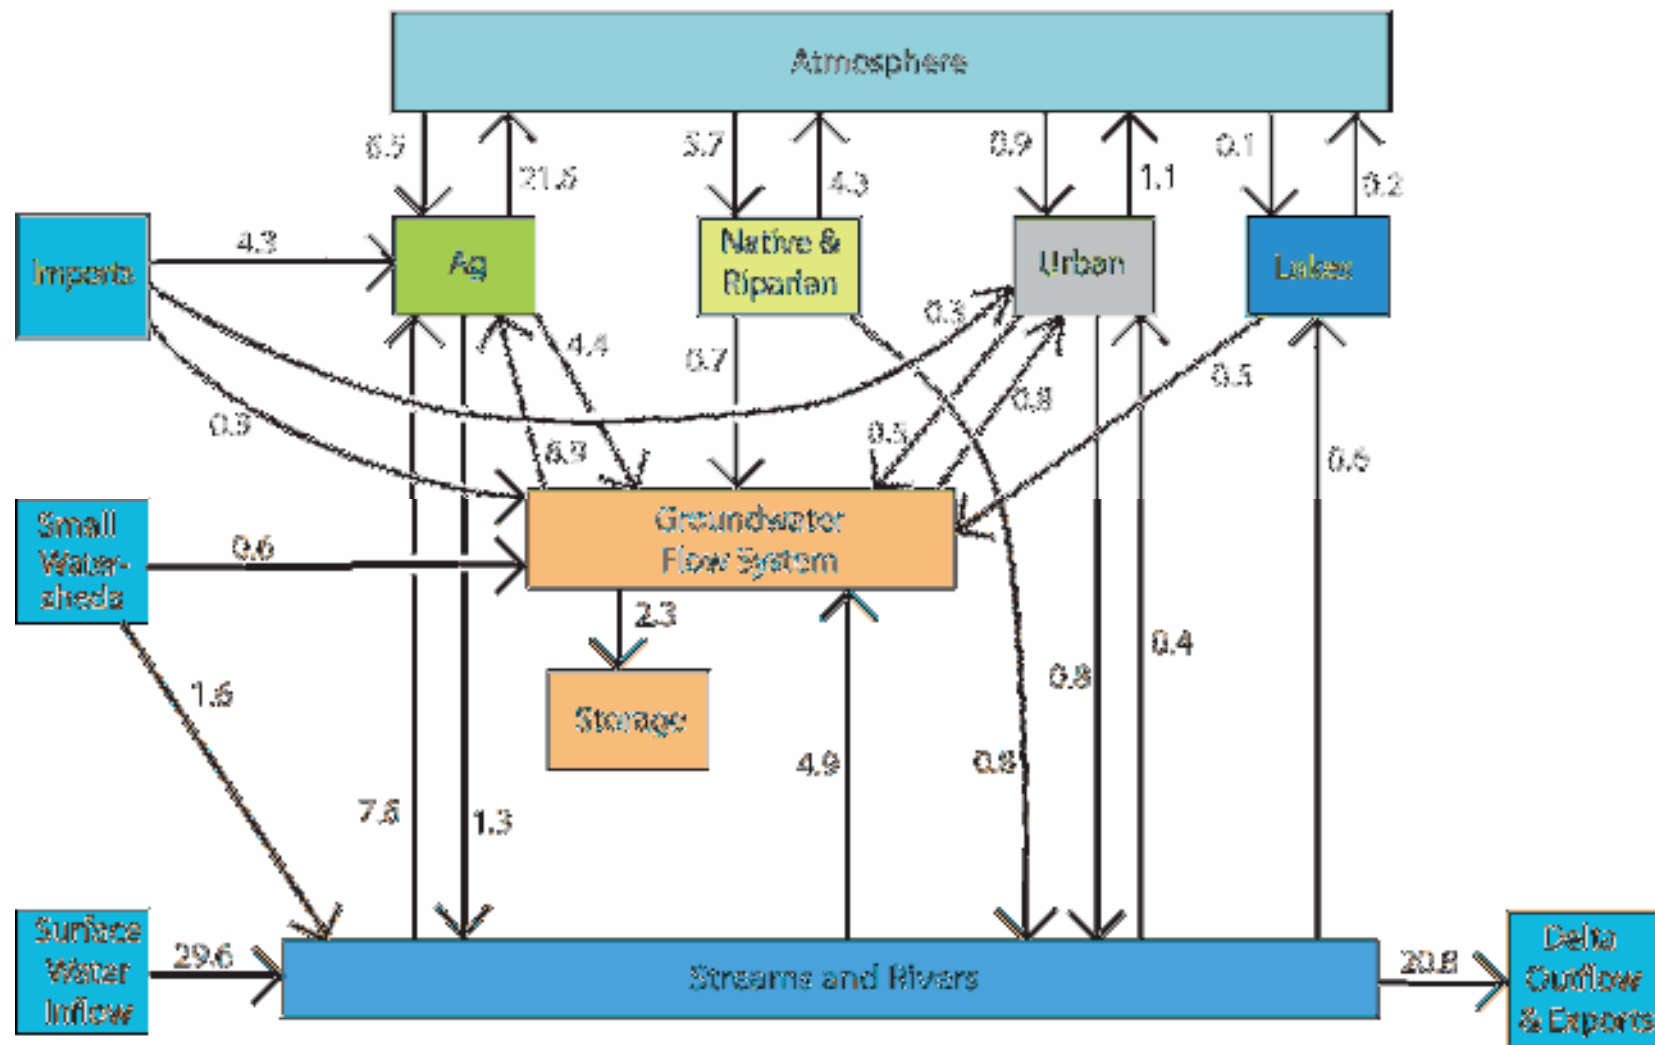 Atmosphere
6.5
21.6
5.7
4.3
0.9
1.1
0.1
0.2
Imports
4.3
Ag
Native &
Riparian
Urban
Lakes
0.3
4.4
0.7
0.8
0.5
6.9
0.5
0.6
Groundwater
Flow System
Small
Water-
sheds
0.6
2.3
Storage
1.6
4.9
0.8
0.8
0.4
7.6
1.3
Surface
Water
Inflow
29.6
Streams and Rivers
20.8
Delta
Outflow
& Exports